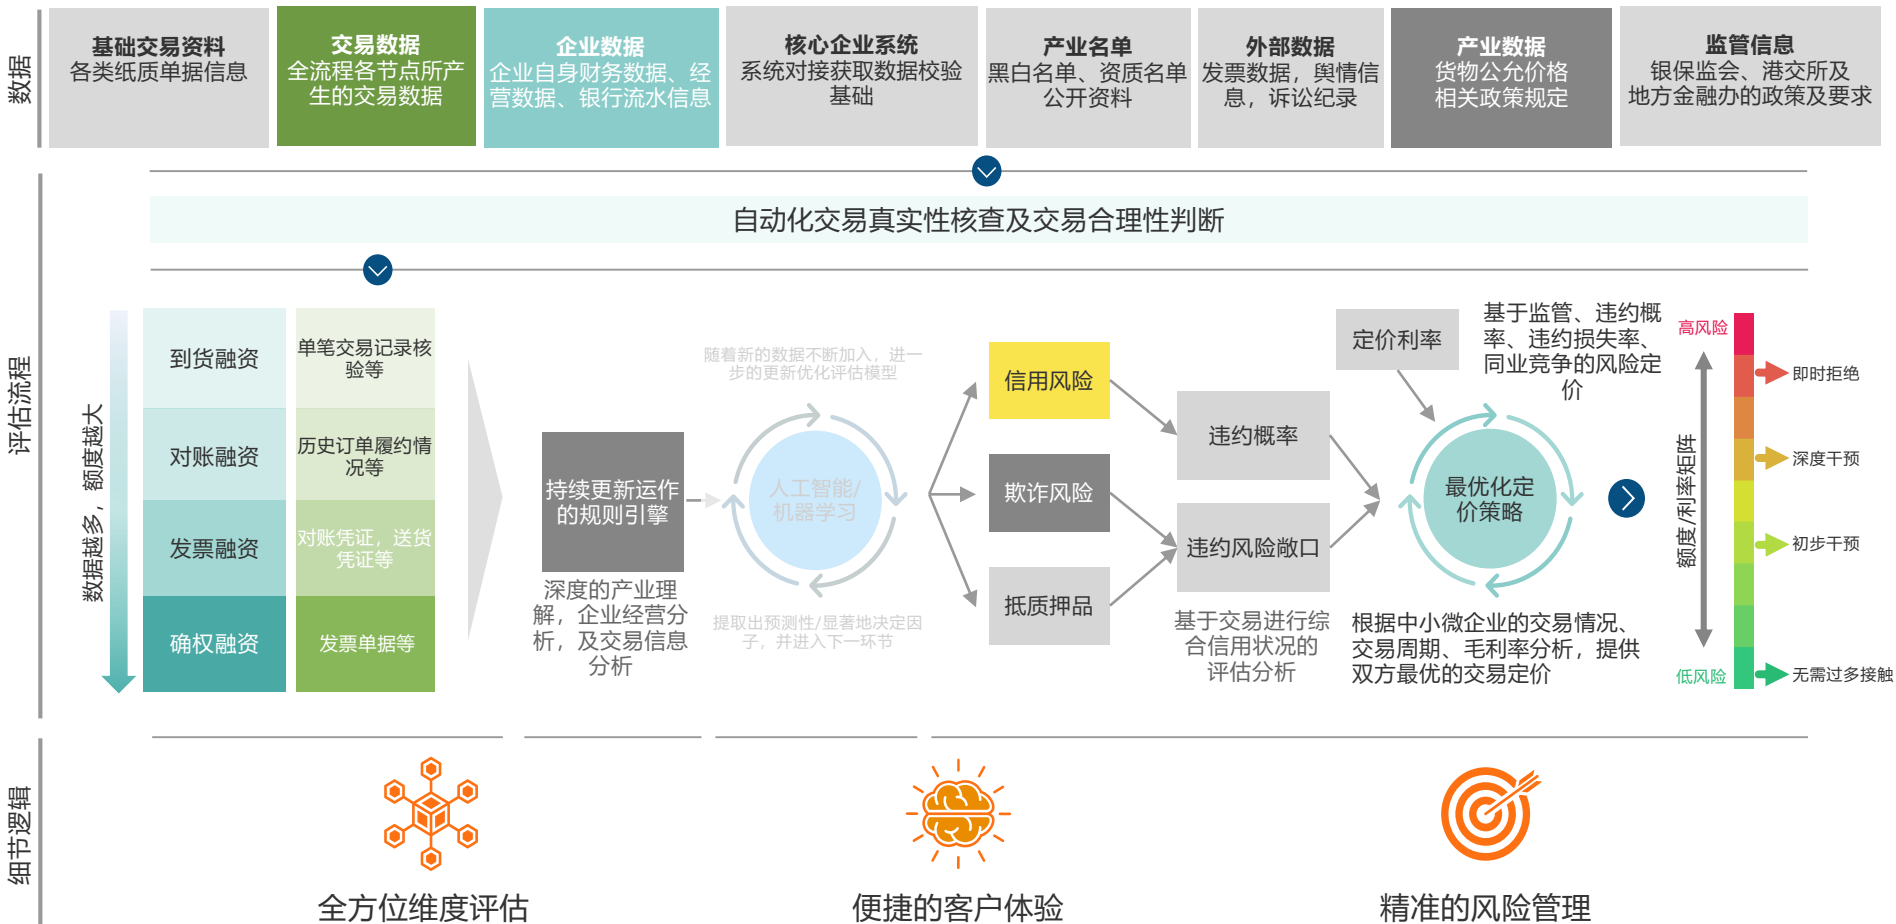 数据
基础交易资料
各类纸质单据信息
交易数据
全流程各节点所产
生的交易数据
企业数据
企业自身财务数据、经
营数据、银行流水信息
核心企业系统
系统对接获取数据校验
基础
产业名单
黑白名单、资质名单
公开资料
外部数据
发票数据，舆情信
息，诉讼纪录
产业数据
货物公允价格
相关政策规定
监管信息
银保监会、港交所及
地方金融办的政策及要求
评估流程
自动化交易真实性核查及交易合理性判断
数据越多，额度越大
到货融资
单笔交易记录核
验等
对账融资
历史订单履约情
况等
发票融资
对账凭证，送货
凭证等
确权融资
发票单据等
持续更新运作
的规则引擎
深度的产业理
解，企业经营分
析，及交易信息
分析
随着新的数据不断加入，进一
步的更新优化评估模型
人工智能/
机器学习
提取出预测性/显著地决定因
子，并进入下一环节
信用风险
欺诈风险
抵质押品
违约概率
违约风险敞口
基于交易进行综
合信用状况的
评估分析
定价利率
基于监管、违约概
率、违约损失率、
同业竞争的风险定
价
最优化定
价策略
根据中小微企业的交易情况、
交易周期、毛利率分析，提供
双方最优的交易定价
高风险
额度/利率矩阵
低风险
即时拒绝
深度干预
初步干预
无需过多接触
细节逻辑
全方位维度评估
便捷的客户体验
精准的风险管理